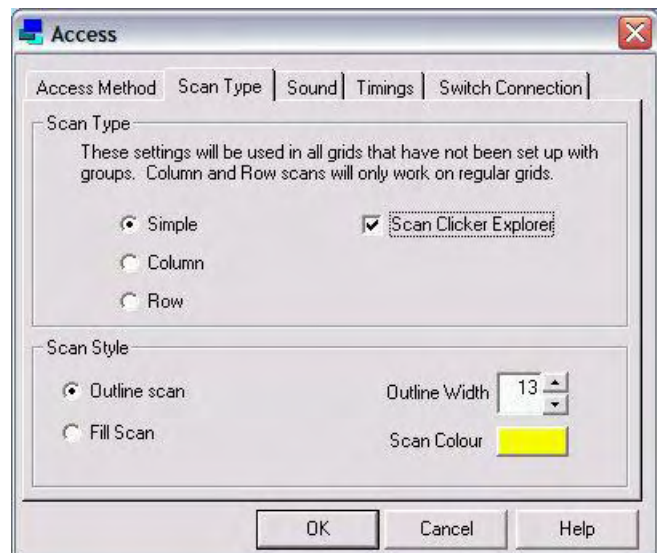 Access
Access Method Scan Type Sound Timings Switch Connection
Scan Type
These settings will be used in all grids that have not been set up with
groups. Column and Row scans will only work on regular grids.
Simple Scan Clicker Explorer
Column
Row
Scan Style
Outline scan Outline Width 13
Fill Scan Scan Colour
OK Cancel Help